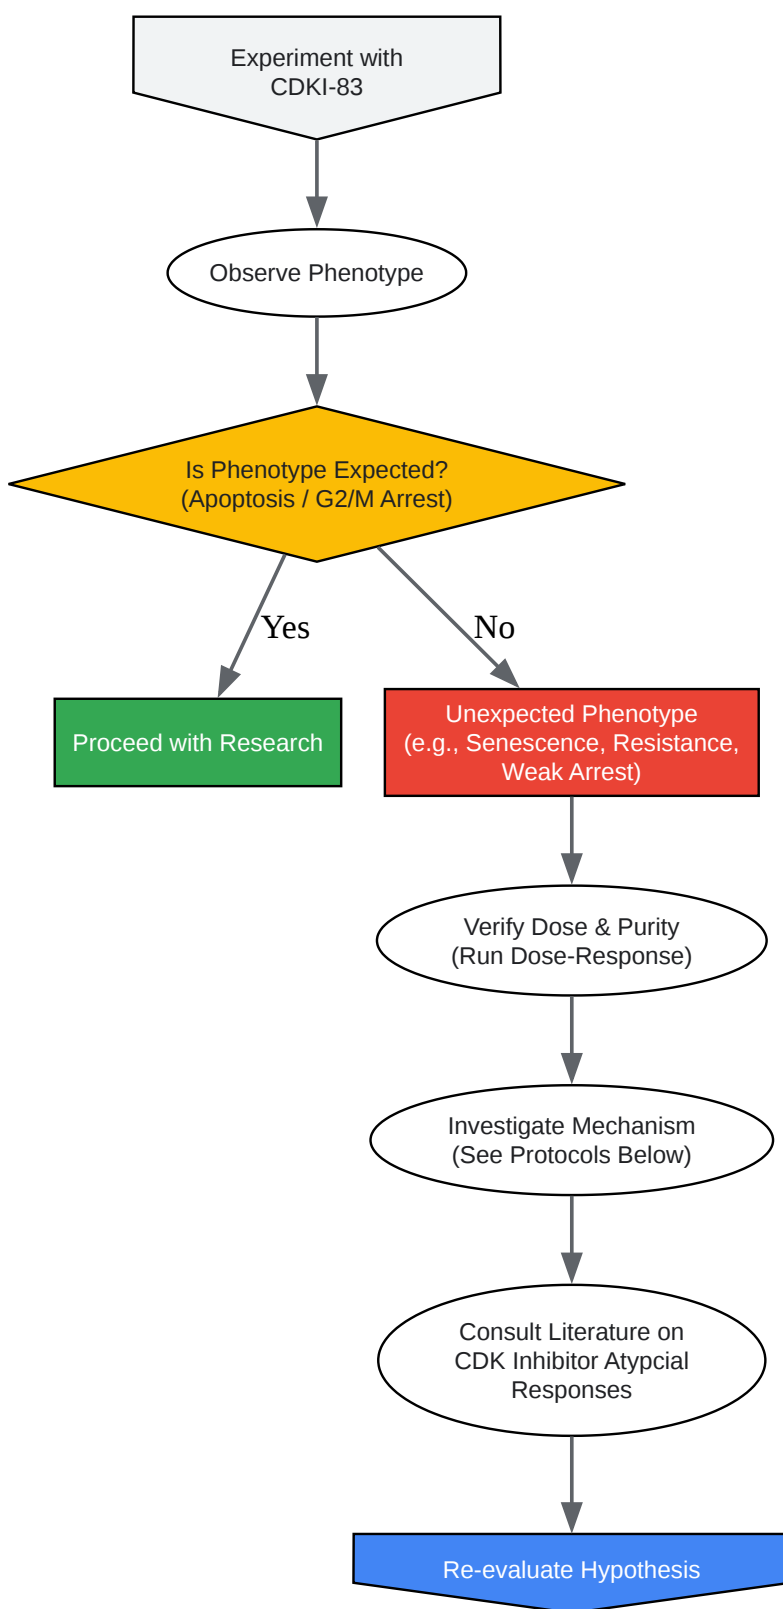 Experiment with
CDKI-83
Observe Phenotype
Is Phenotype Expected?
(Apoptosis / G2/M Arrest)
Yes
No
Proceed with Research
Unexpected Phenotype
(e.g., Senescence, Resistance,
Weak Arrest)
Verify Dose & Purity
(Run Dose-Response)
Investigate Mechanism
(See Protocols Below)
Consult Literature on
CDK Inhibitor Atypcial
Responses
Re-evaluate Hypothesis